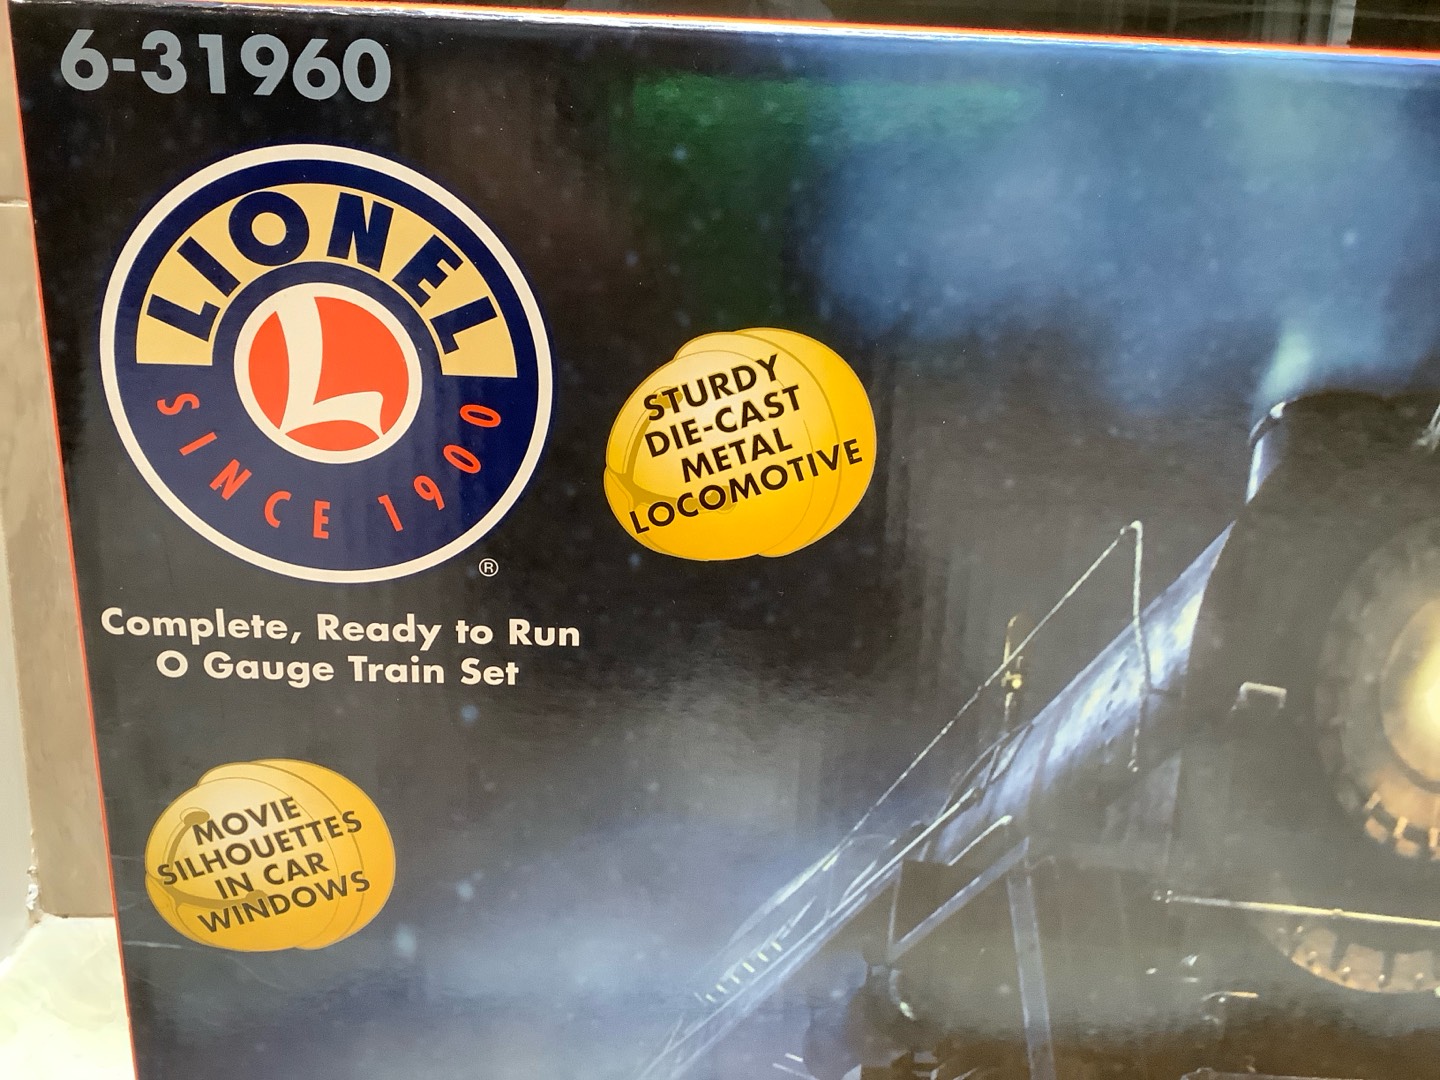 6-31960
LIONEL
L
SINCE 1900
®
Complete, Ready to Run
O Gauge Train Set
STURDY
DIE-CAST
METAL
LOCOMOTIVE
MOVIE
SILHOUETTES
IN CAR
WINDOWS